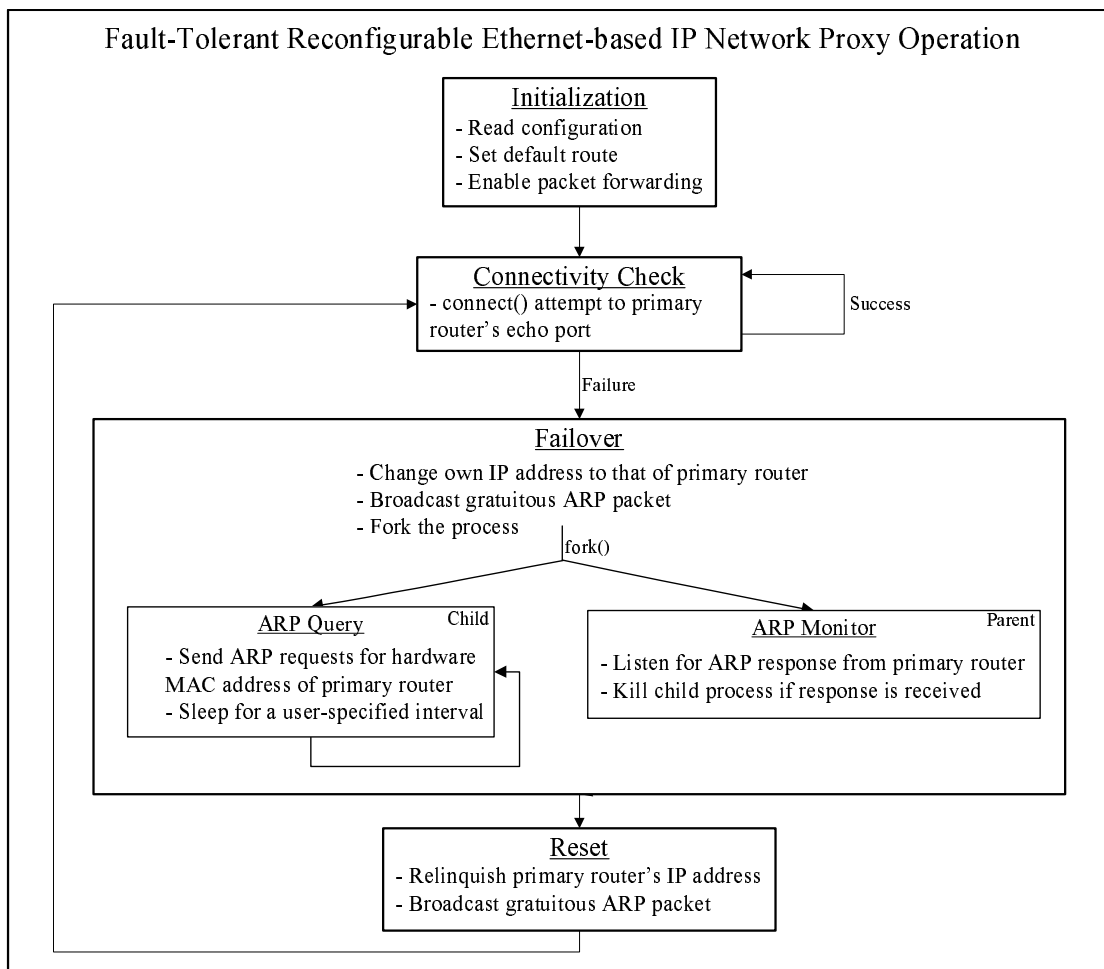 Fault-Tolerant Reconfigurable Ethernet-based IP Network Proxy Operation
Initialization
- Read configuration
- Set default route
- Enable packet forwarding
Connectivity Check
- connect() attempt to primary
router's echo port
Success
Failure
Failover
- Change own IP address to that of primary router
- Broadcast gratuitous ARP packet
- Fork the process
fork()
ARP Query
Child
- Send ARP requests for hardware
MAC address of primary router
- Sleep for a user-specified interval
ARP Monitor
Parent
- Listen for ARP response from primary router
- Kill child process if response is received
Reset
- Relinquish primary router's IP address
- Broadcast gratuitous ARP packet